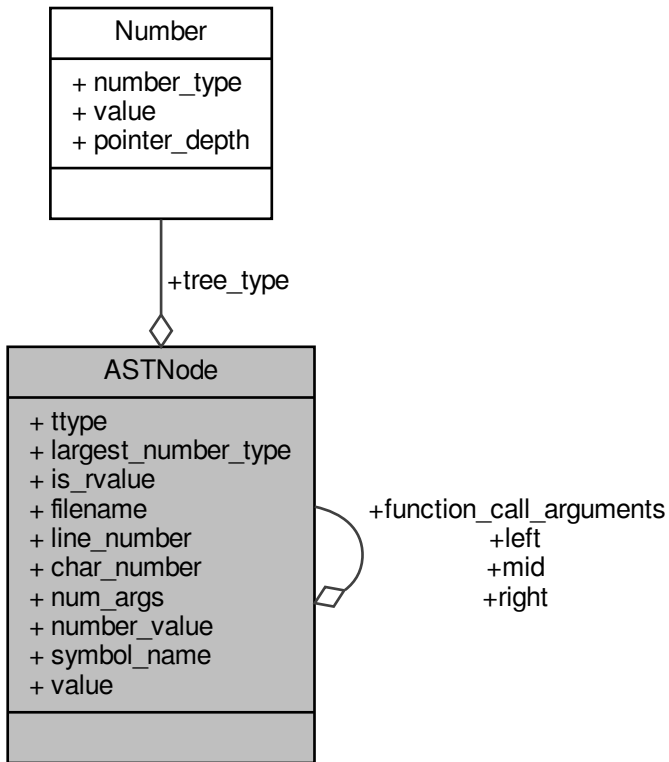 Number
+ number_type
+ value
+ pointer_depth
+tree_type
ASTNode
+ ttype
+ largest_number_type
+ is_rvalue
+ filename
+ line_number
+ char_number
+ num_args
+ number_value
+ symbol_name
+ value
+function_call_arguments
+left
+mid
+right